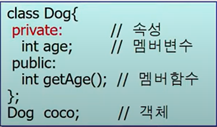 class Dog{
private: // 속성
int age; // 멤버변수
public:
int getAge(); // 멤버함수
};
Dog coco; // 객체